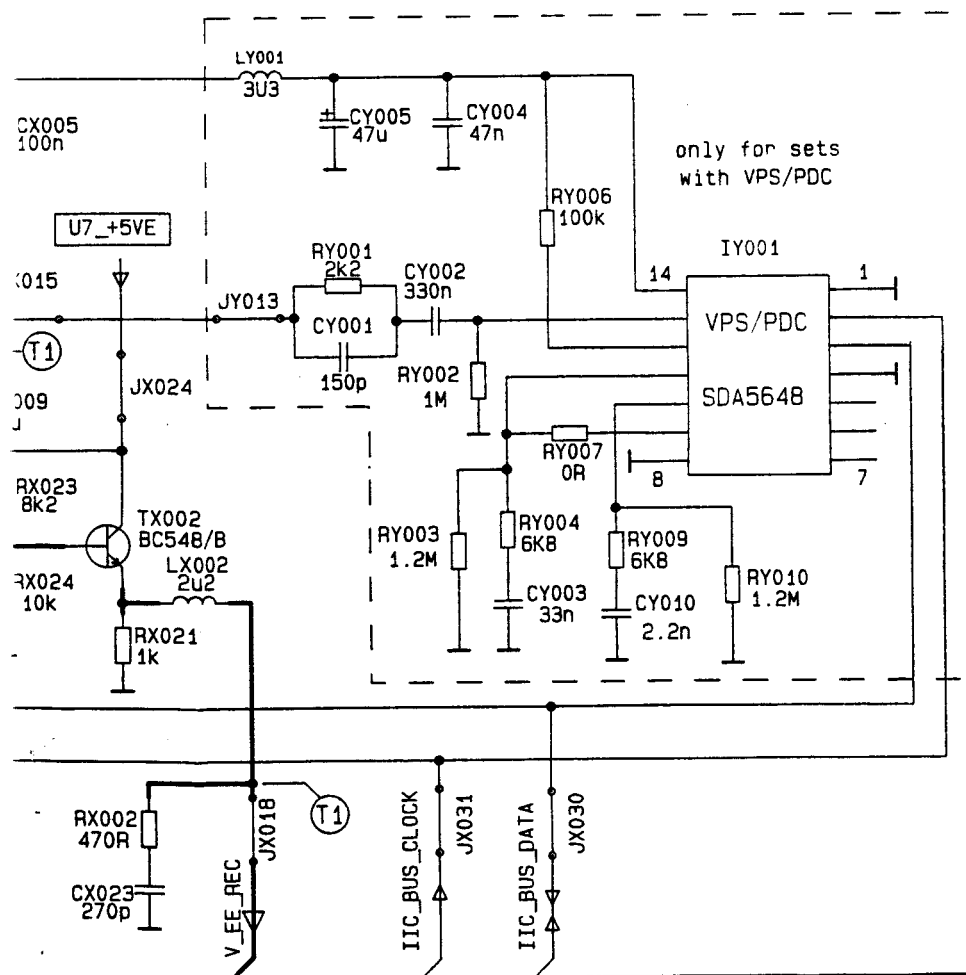 LY001
3U3
CX005
100n
CY005
47u
CY004
47n
only for sets
with VPS/PDC
RY006
100k
U7_+5VE
RY001
2k2
CY002
330n
IY001
14
1
X015
JY013
CY001
150p
VPS/PDC
T1
RY002
1M
JX024
SDA5648
009
RY007
0R
8
7
RX023
8k2
TX002
BC548/B
RY003
1.2M
RY004
6K8
RY009
6K8
LX002
2u2
RX024
10k
RY010
1.2M
CY003
33n
CY010
2.2n
RX021
1k
T1
RX002
470R
JX018
JX031
JX030
CX023
270p
V_EE_REC
IIC_BUS_CLOCK
IIC_BUS_DATA